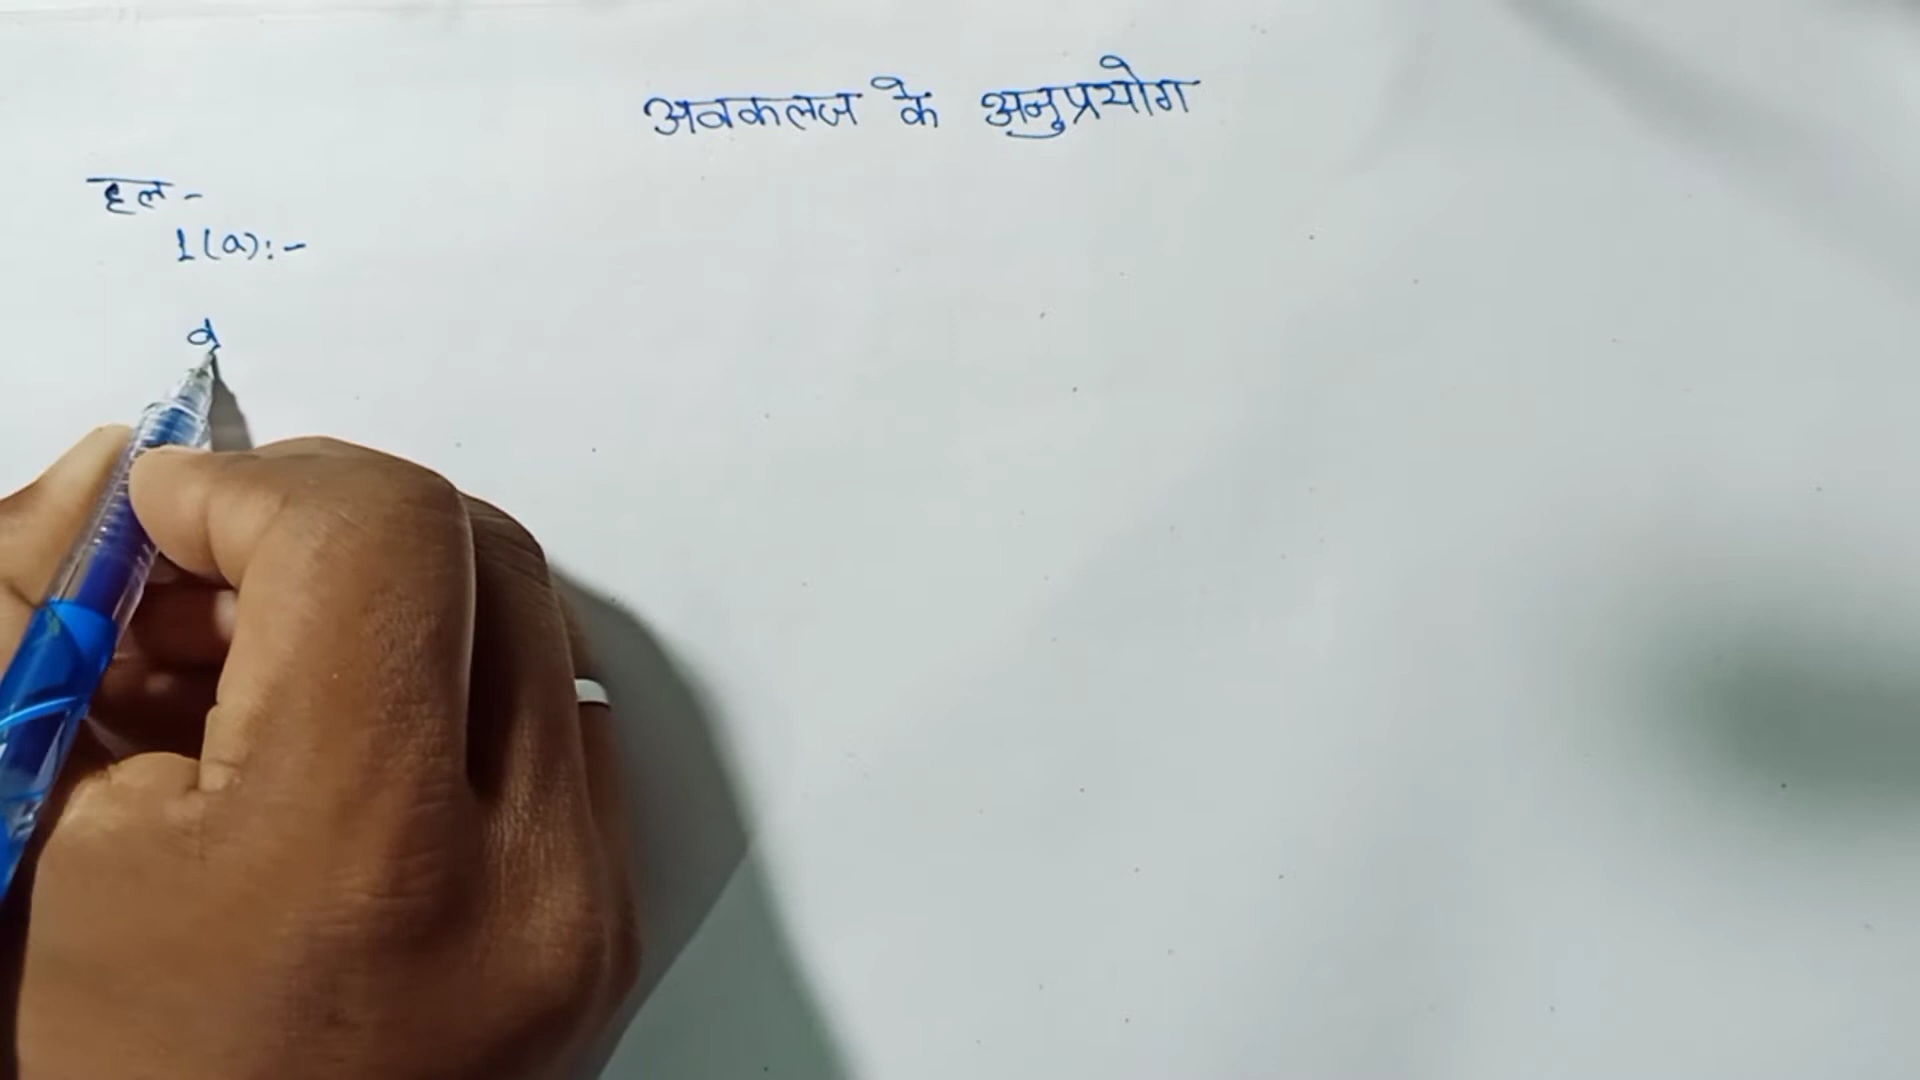 अवकलज के अनुप्रयोग
हल -
1(a):-